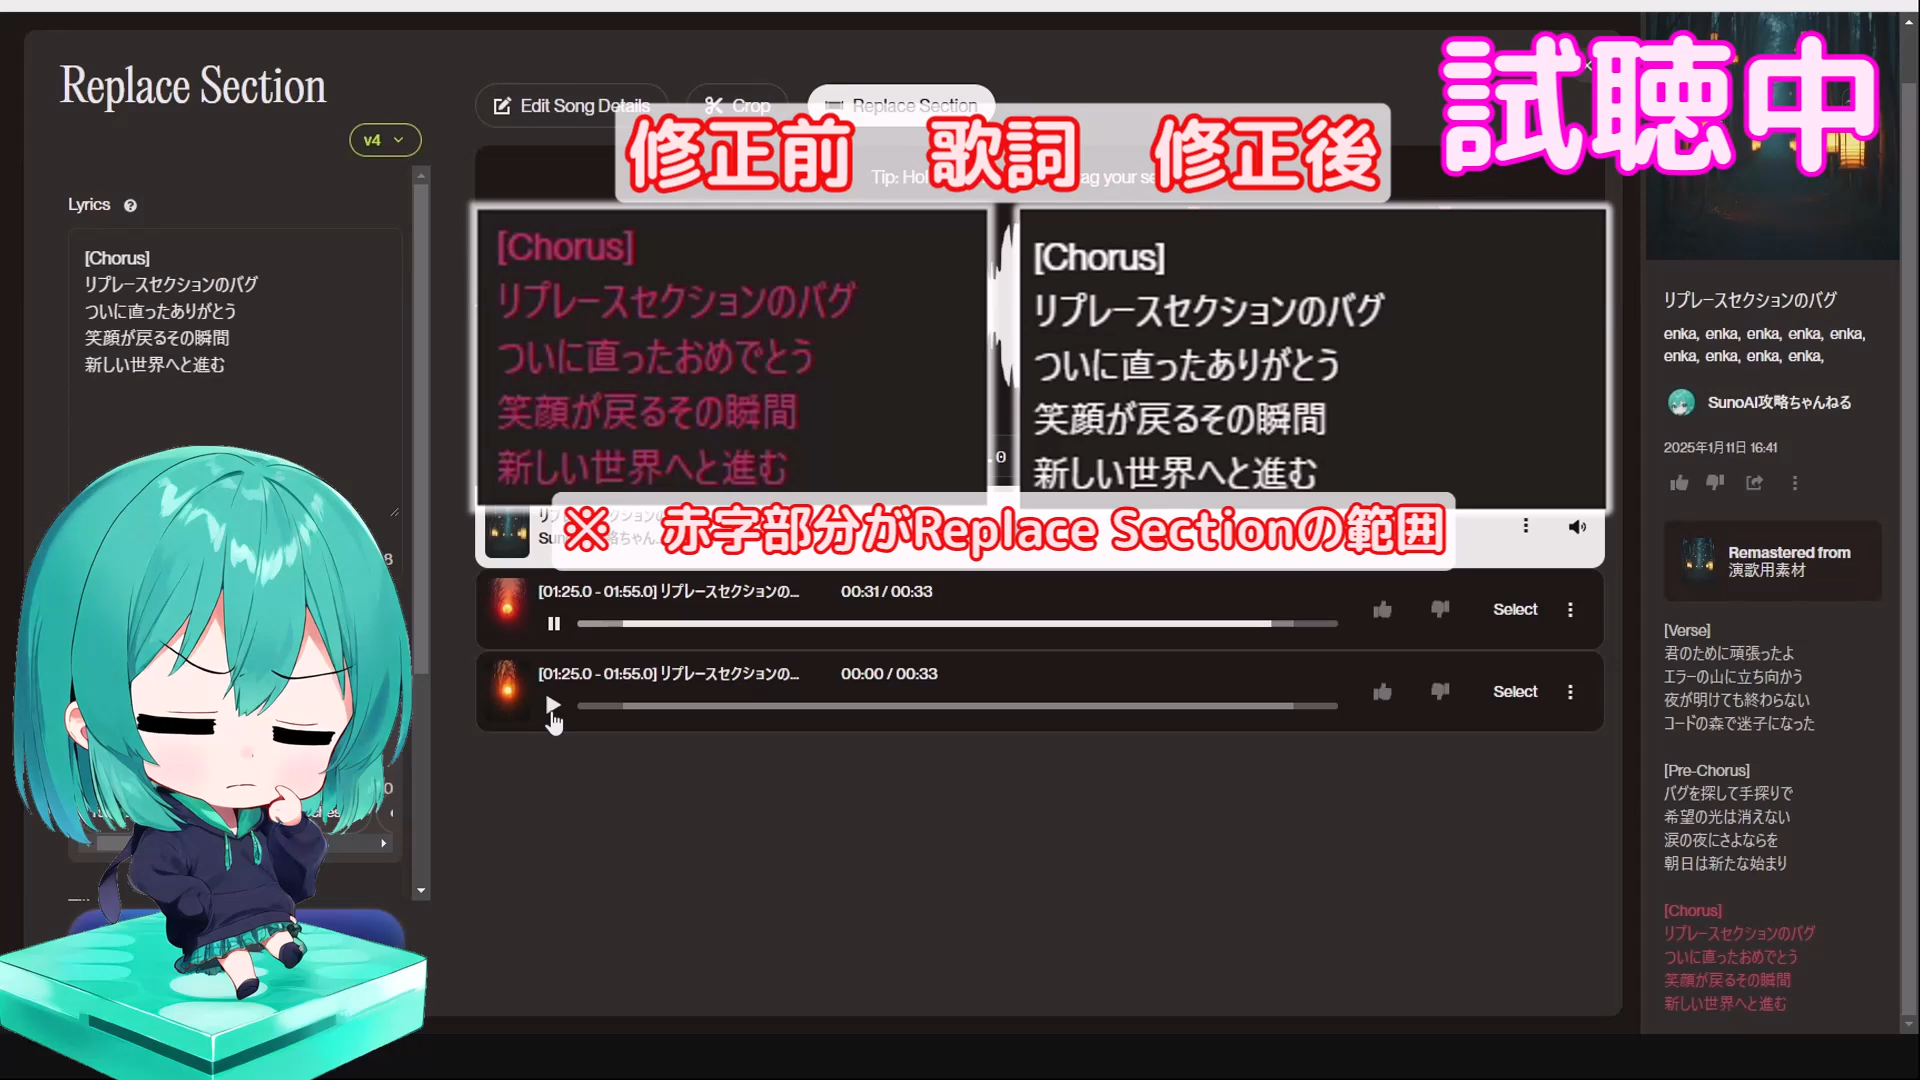 Replace Section
v4
Lyrics
[Chorus]
リプレースセクションのバグ
ついに直ったありがとう
笑顔が戻るその瞬間
新しい世界へと進む
Edit Song Details
Crop
Replace Section
試聴中
修正前 歌詞 修正後
[Chorus]
リプレースセクションのバグ
ついに直ったおめでとう
笑顔が戻るその瞬間
新しい世界へと進む
[Chorus]
リプレースセクションのバグ
ついに直ったありがとう
笑顔が戻るその瞬間
新しい世界へと進む
※ 赤字部分がReplace Sectionの範囲
[01:25.0 - 01:55.0] リプレースセクションの...
00:31 / 00:33
Select
[01:25.0 - 01:55.0] リプレースセクションの...
00:00 / 00:33
Select
リプレースセクションのバグ
enka, enka, enka, enka, enka,
enka, enka, enka, enka,
SunoAI攻略ちゃんねる
2025年1月11日 16:41
Remastered from
演歌用素材
[Verse]
君のために頑張ったよ
エラーの山に立ち向かう
夜が明けても終わらない
コードの森で迷子になった
[Pre-Chorus]
バグを探して手探りで
希望の光は消えない
涙の夜にさよならを
朝日は新たな始まり
[Chorus]
リプレースセクションのバグ
ついに直ったおめでとう
笑顔が戻るその瞬間
新しい世界へと進む